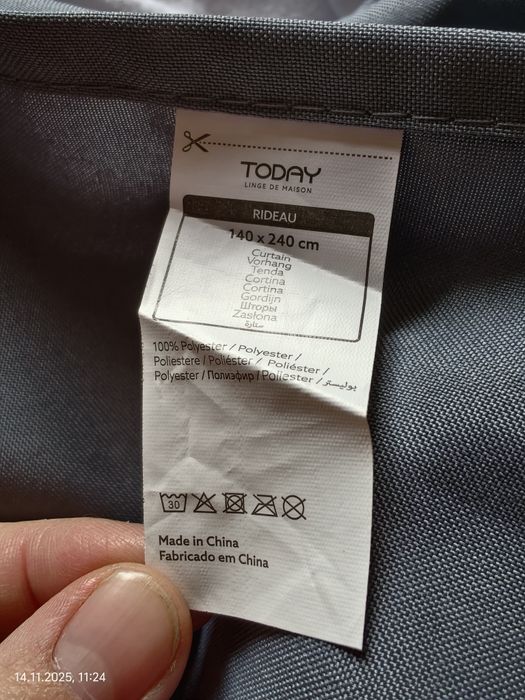 TODAY
LINGE DE MAISON
RIDEAU
140 x 240 cm
Curtain
Vorhang
Tenda
Cortina
Cortina
Gordijn
Шторы
Zasłona
ستارة
100% Polyester / Polyester /
Poliestere / Poliéster / Poliéster /
Polyester / Полиэфир / Poliester / بوليستر
30
Made in China
Fabricado em China
14.11.2025, 11:24